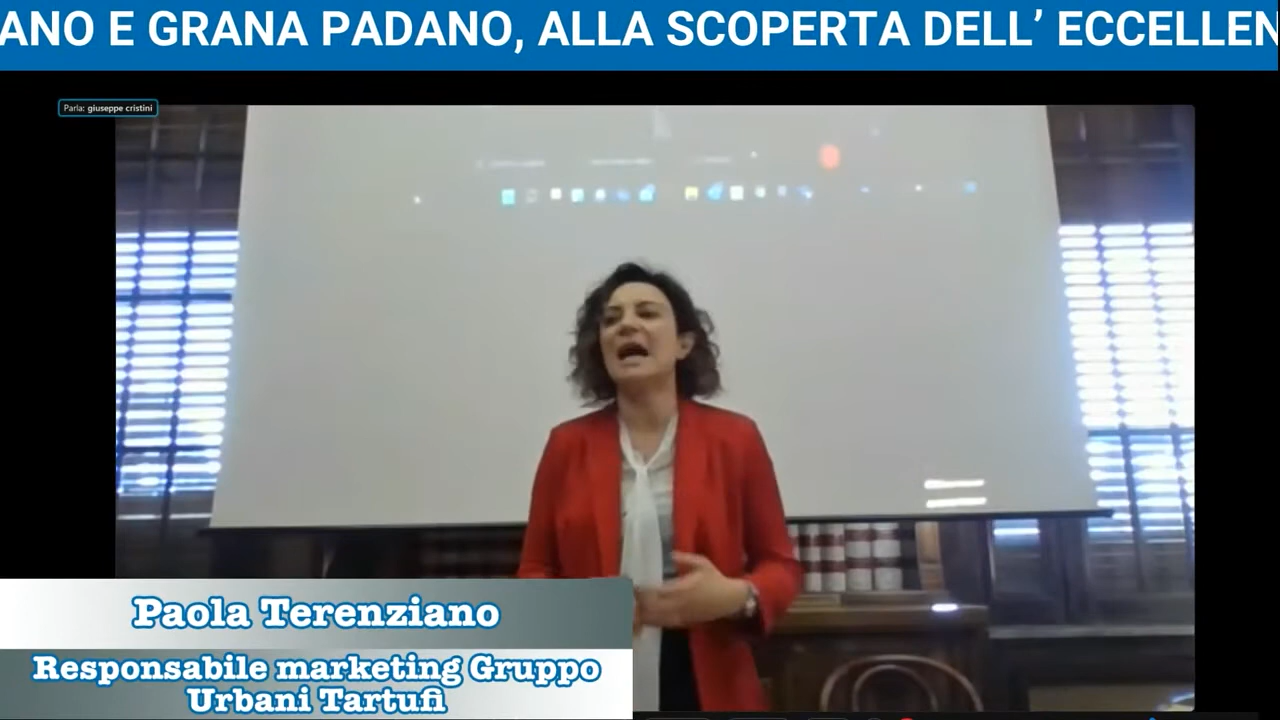 ANO E GRANA PADANO, ALLA SCOPERTA DELL’ ECCELLEN
Parla: giuseppe cristini
Paola Terenziano
Responsabile marketing Gruppo
Urbani Tartufi